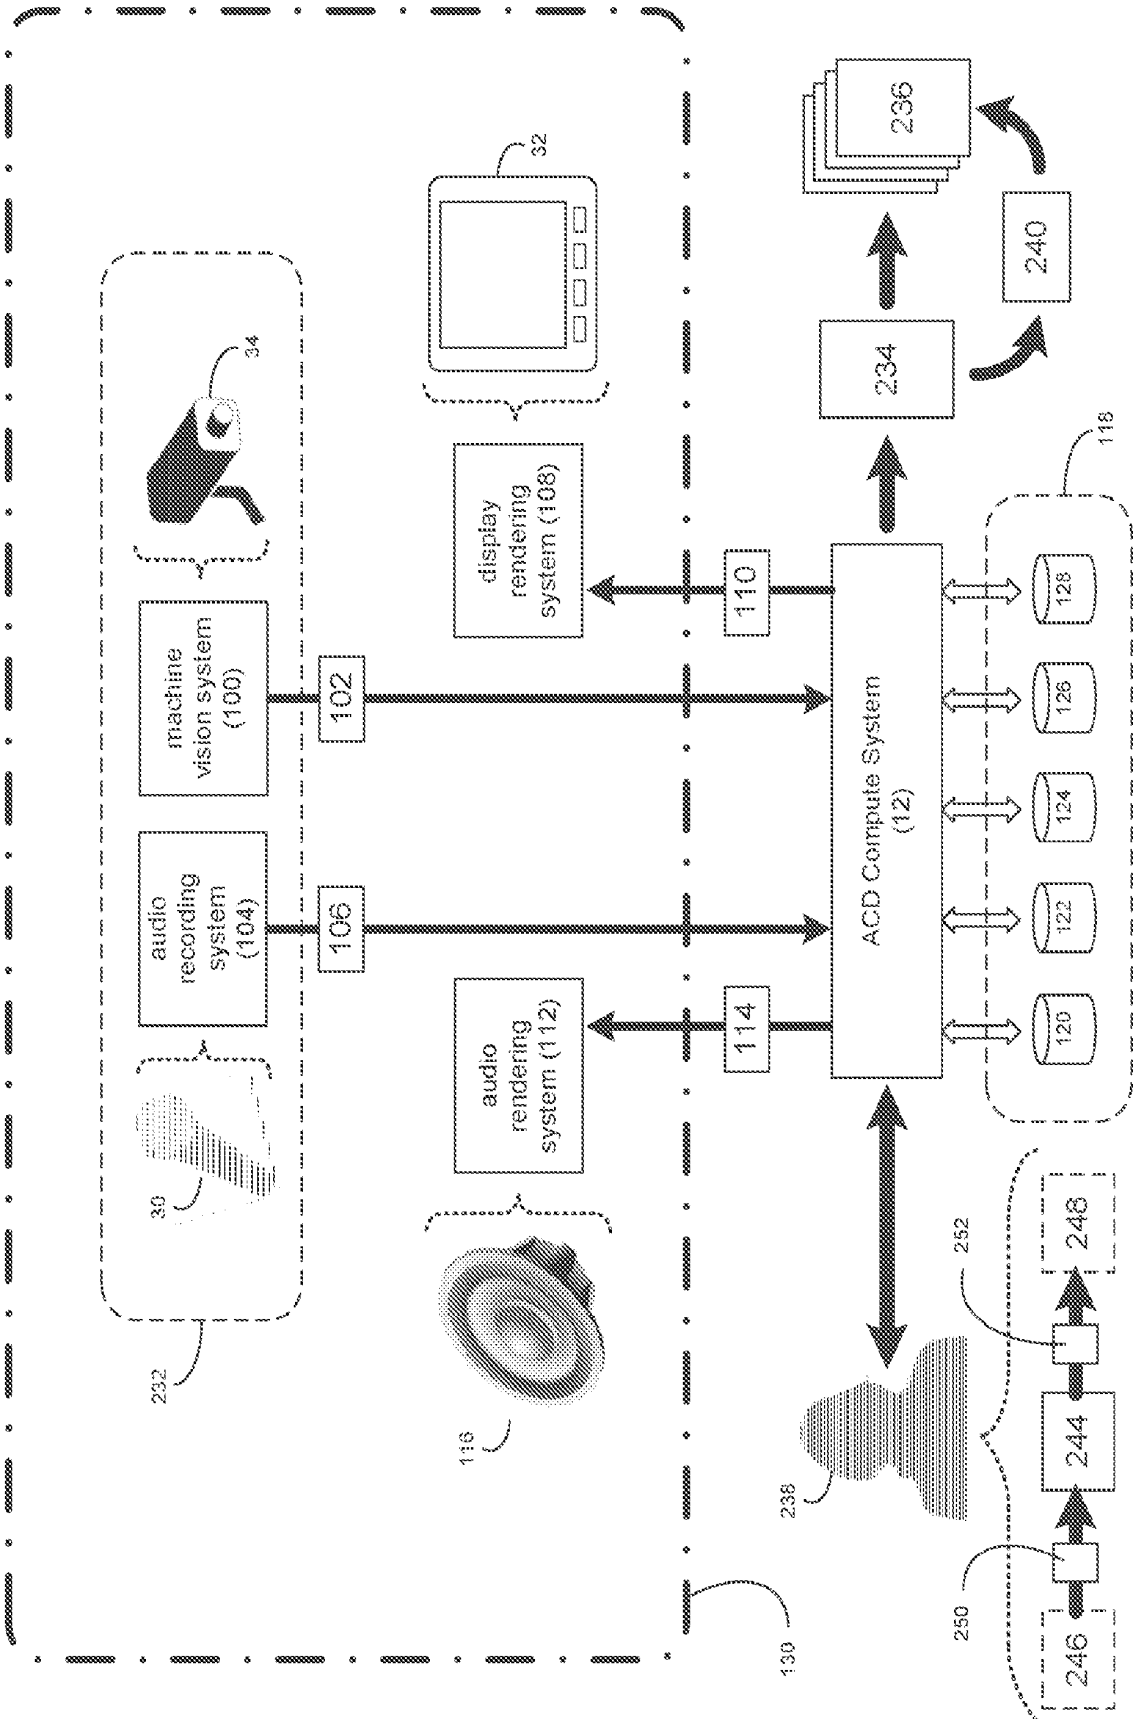 232
30
audio
recording
system
(104)
machine
vision system
(100)
34
106
102
116
audio
rendering
system (112)
display
rendering
system (108)
32
114
110
130
238
ACD Compute System
(12)
234
236
240
118
250
252
120
122
124
126
128
246
244
248